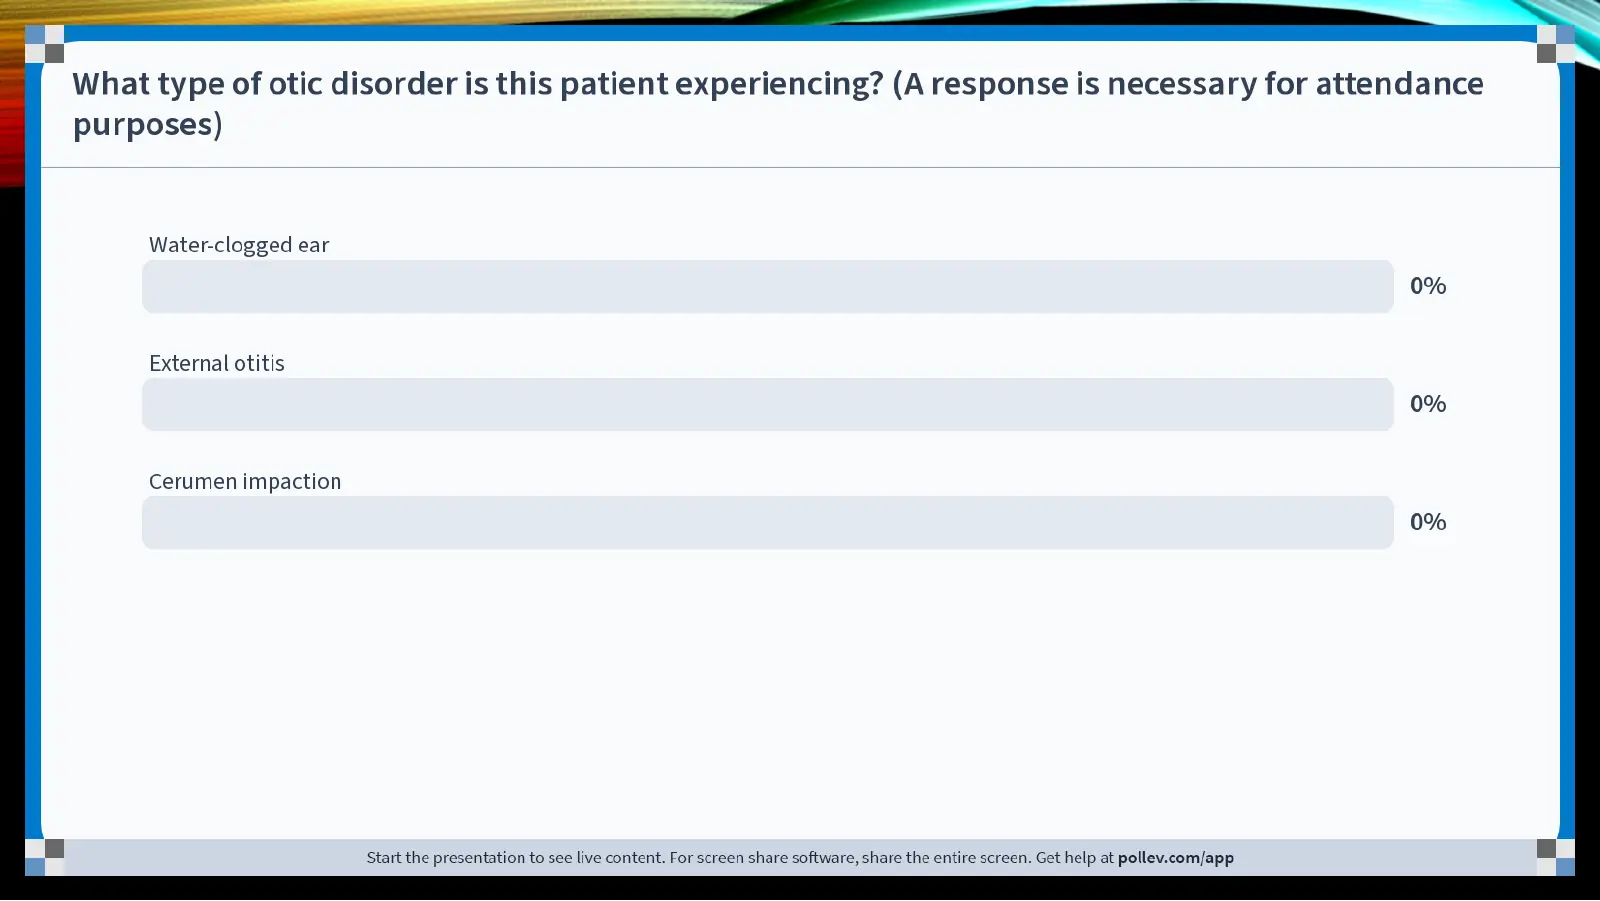 What type of otic disorder is this patient experiencing? (A response is necessary for attendance
purposes)
Water-clogged ear
0%
External otitis
0%
Cerumen impaction
0%
Start the presentation to see live content. For screen share software, share the entire screen. Get help at pollev.com/app